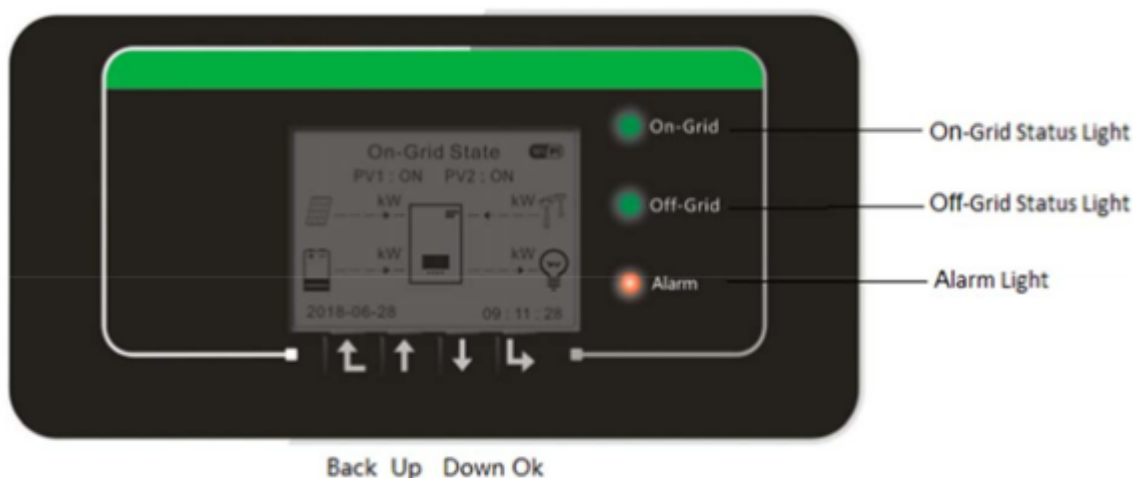 On-Grid State
PV1 : ON PV2 : ON
kW kW
kW kW
2018-06-28 09 : 11 : 28
On-Grid
Off-Grid
Alarm
On-Grid Status Light
Off-Grid Status Light
Alarm Light
Back Up Down Ok